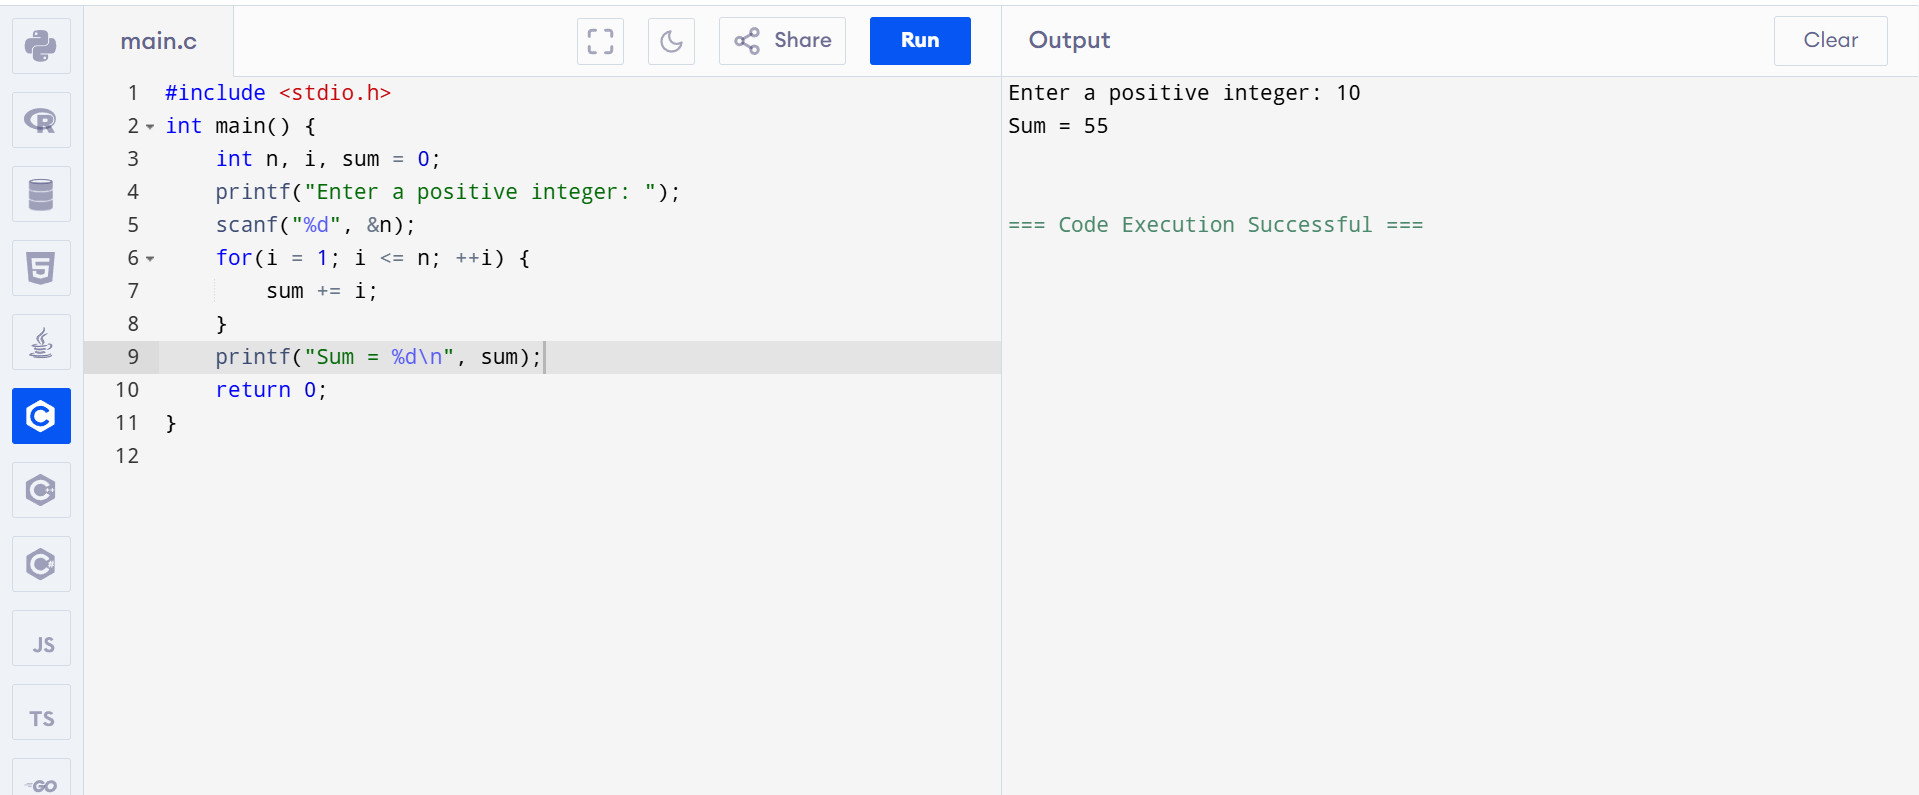 main.c
Share
Run
Output
Clear
1 #include <stdio.h>
2 int main() {
3     int n, i, sum = 0;
4     printf("Enter a positive integer: ");
5     scanf("%d", &n);
6     for(i = 1; i <= n; ++i) {
7         sum += i;
8     }
9     printf("Sum = %d\n", sum);
10     return 0;
11 }
12
Enter a positive integer: 10
Sum = 55
=== Code Execution Successful ===
R
5
C
C++
C#
JS
TS
GO